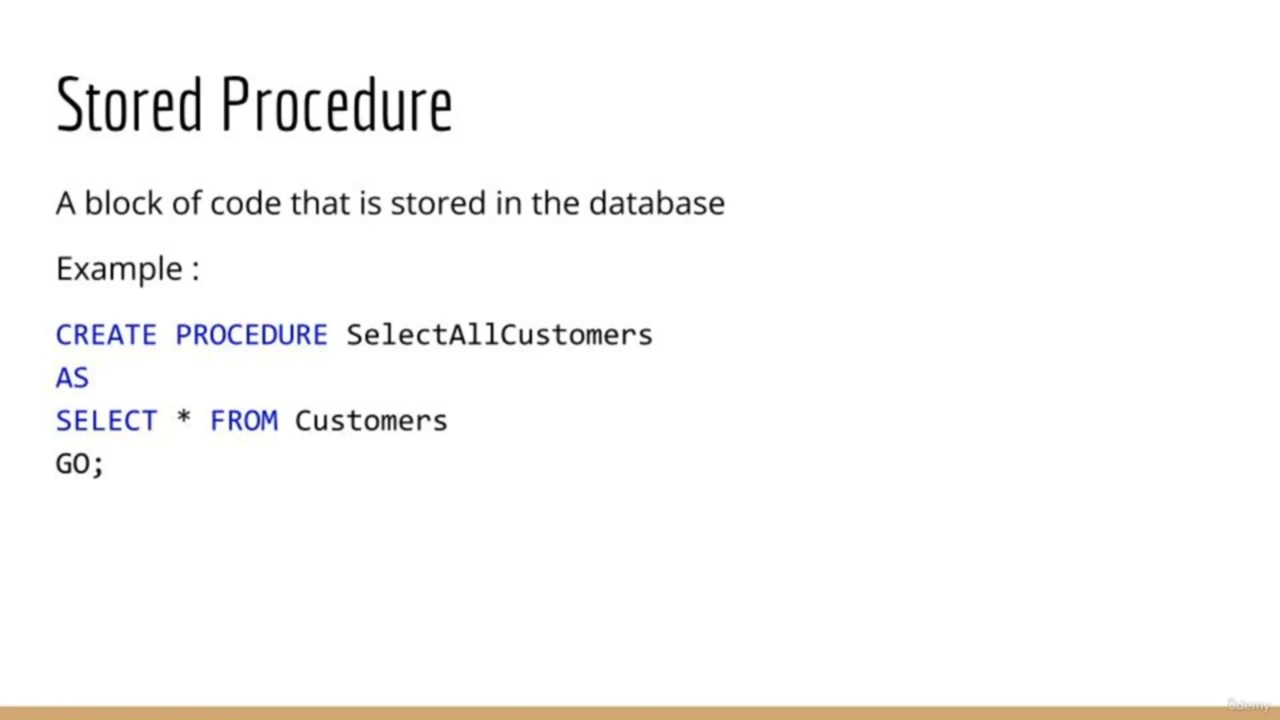 Stored Procedure
A block of code that is stored in the database
Example :
CREATE PROCEDURE SelectAllCustomers
AS
SELECT * FROM Customers
GO;
ûdemy